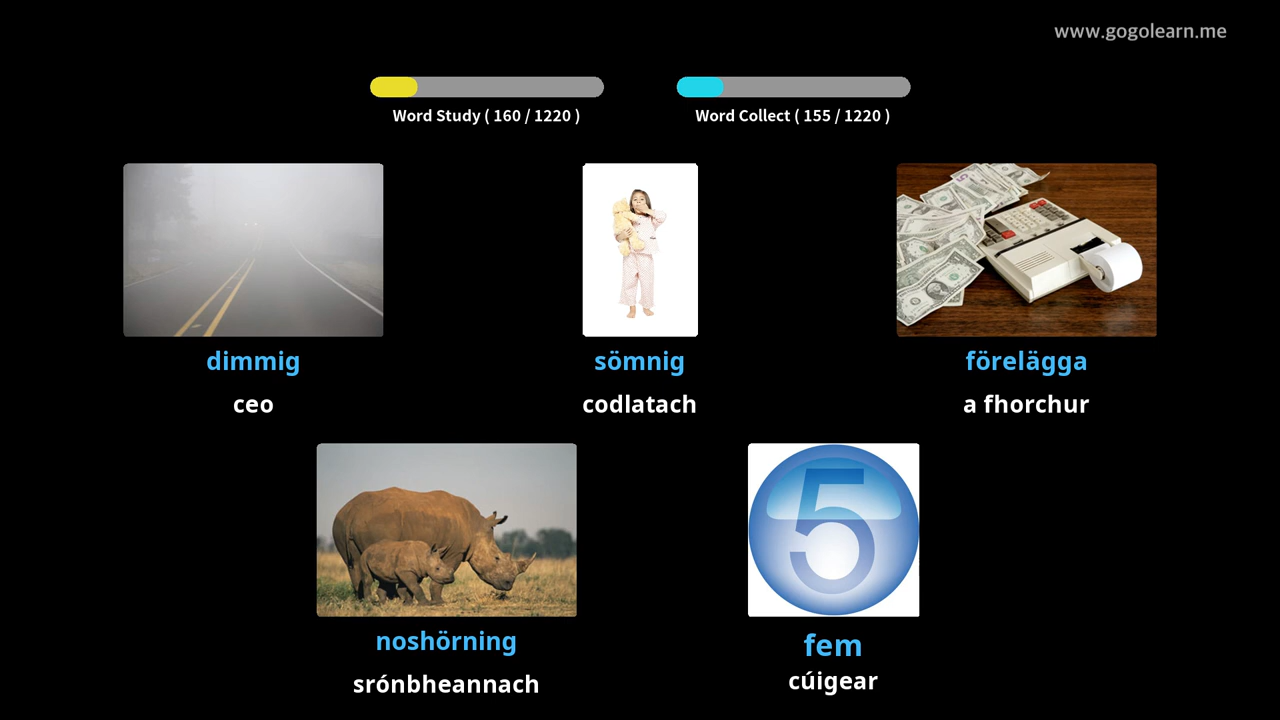 www.gogolearn.me
Word Study ( 160 / 1220 )
Word Collect ( 155 / 1220 )
dimmig
sömnig
förelägga
ceo
codlatach
a fhorchur
5
noshörning
fem
srónbheannach
cúigear